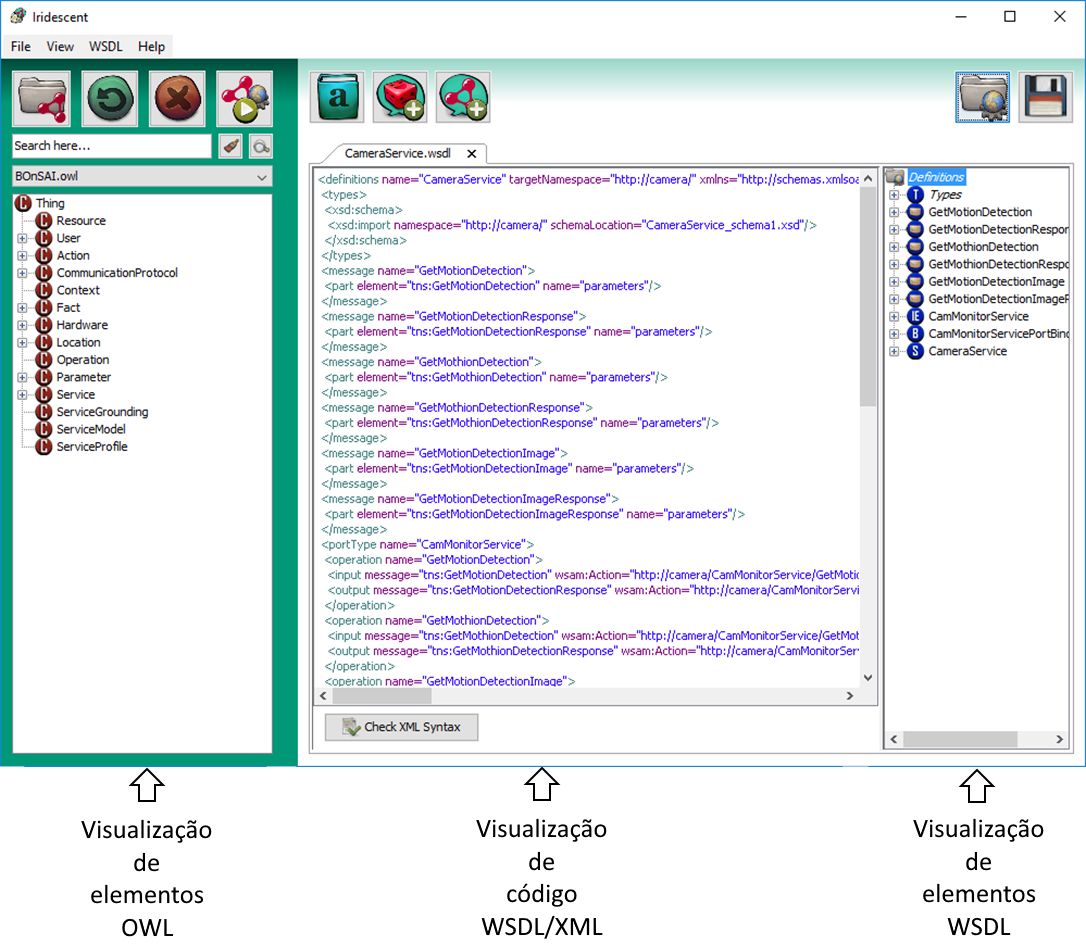 Iridescent
File View WSDL Help
a
Search here...
BOnSAI.owl
C Thing
C Resource
C User
C Action
C CommunicationProtocol
C Context
C Fact
C Hardware
C Location
C Operation
C Parameter
C Service
C ServiceGrounding
C ServiceModel
C ServiceProfile
CameraService.wsdl
<definitions name="CameraService" targetNamespace="http://camera/" xmlns="http://schemas.xmlsoa
<types>
<xsd:schema>
<xsd:import namespace="http://camera/" schemaLocation="CameraService_schema1.xsd"/>
</xsd:schema>
</types>
<message name="GetMotionDetection">
<part element="tns:GetMotionDetection" name="parameters"/>
</message>
<message name="GetMotionDetectionResponse">
<part element="tns:GetMotionDetectionResponse" name="parameters"/>
</message>
<message name="GetMothionDetection">
<part element="tns:GetMothionDetection" name="parameters"/>
</message>
<message name="GetMothionDetectionResponse">
<part element="tns:GetMothionDetectionResponse" name="parameters"/>
</message>
<message name="GetMotionDetectionImage">
<part element="tns:GetMotionDetectionImage" name="parameters"/>
</message>
<message name="GetMotionDetectionImageResponse">
<part element="tns:GetMotionDetectionImageResponse" name="parameters"/>
</message>
<portType name="CamMonitorService">
<operation name="GetMotionDetection">
<input message="tns:GetMotionDetection" wsam:Action="http://camera/CamMonitorService/GetMotio
<output message="tns:GetMotionDetectionResponse" wsam:Action="http://camera/CamMonitorServi
</operation>
<operation name="GetMothionDetection">
<input message="tns:GetMothionDetection" wsam:Action="http://camera/CamMonitorService/GetMot
<output message="tns:GetMothionDetectionResponse" wsam:Action="http://camera/CamMonitorSer
</operation>
<operation name="GetMotionDetectionImage">
Check XML Syntax
Definitions
T Types
GetMotionDetection
GetMotionDetectionRespor
GetMothionDetection
GetMothionDetectionRespc
GetMotionDetectionImage
GetMotionDetectionImageF
IE CamMonitorService
B CamMonitorServicePortBind
S CameraService
Visualização
de
elementos
OWL
Visualização
de
código
WSDL/XML
Visualização
de
elementos
WSDL